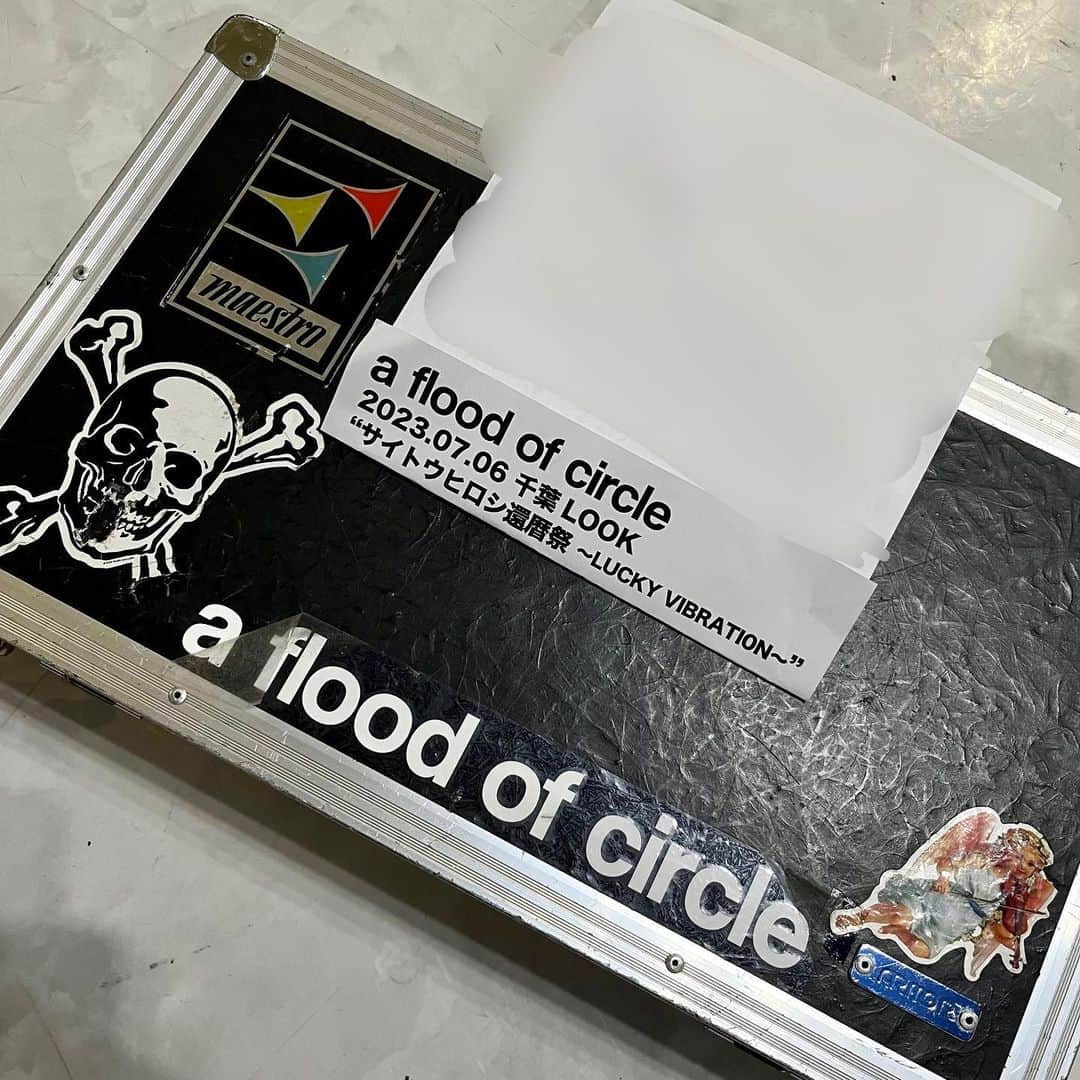 maestro
a flood of circle
2023.07.06 千葉 LOOK
“サイトウヒロシ還暦祭 ~LUCKY VIBRATION~”
a flood of circle